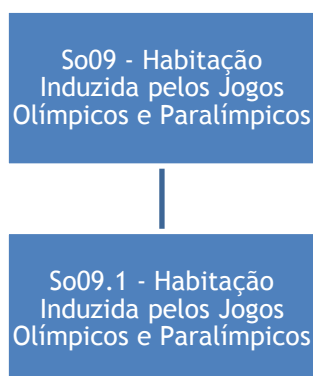 So09 - Habitação
Induzida pelos Jogos
Olímpicos e Paralímpicos
So09.1 - Habitação
Induzida pelos Jogos
Olímpicos e Paralímpicos